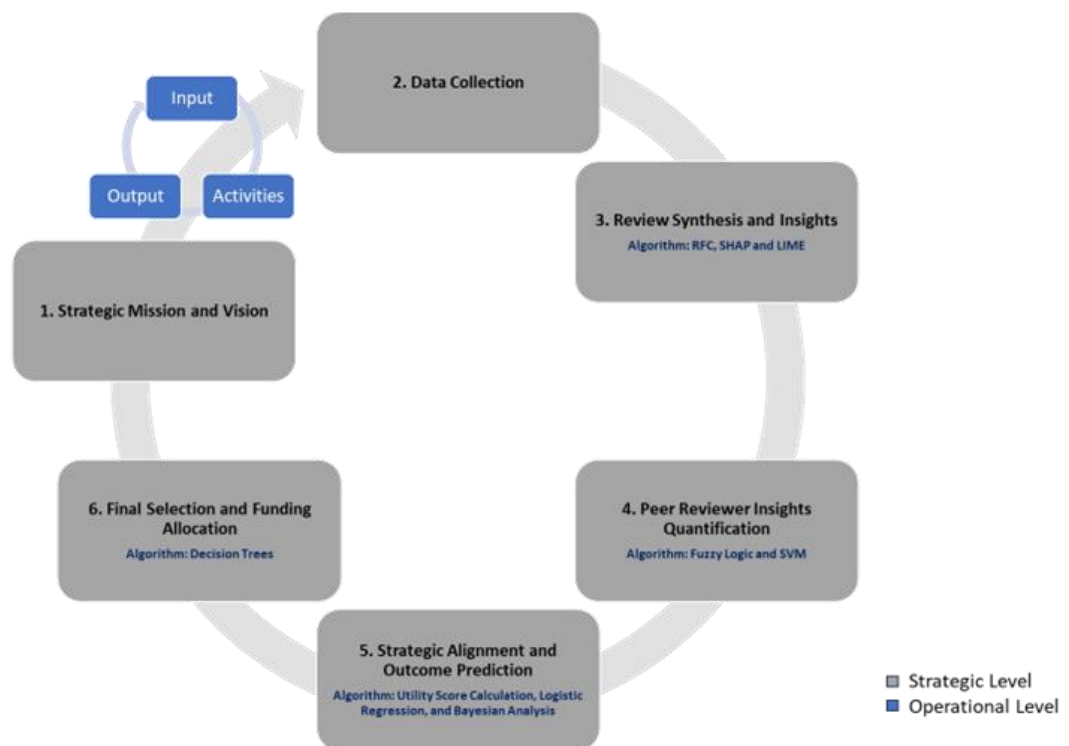 2. Data Collection
Input
Output
Activities
3. Review Synthesis and Insights
Algorithm: RFC, SHAP and LIME
1. Strategic Mission and Vision
6. Final Selection and Funding
Allocation
Algorithm: Decision Trees
4. Peer Reviewer Insights
Quantification
Algorithm: Fuzzy Logic and SVM
5. Strategic Alignment and
Outcome Prediction
Algorithm: Utility Score Calculation, Logistic
Regression, and Bayesian Analysis
Strategic Level
Operational Level